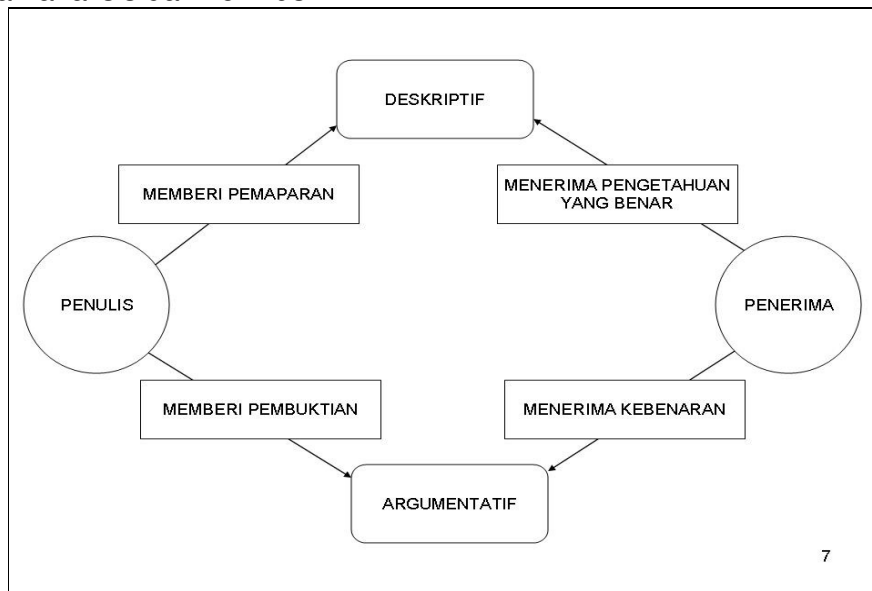 DESKRIPTIF
MEMBERI PEMAPARAN
MENERIMA PENGETAHUAN
YANG BENAR
PENULIS
PENERIMA
MEMBERI PEMBUKTIAN
MENERIMA KEBENARAN
ARGUMENTATIF
7